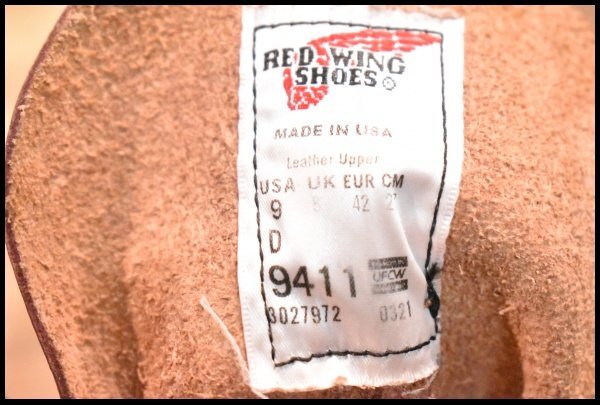 RED WING
SHOES ®
MADE IN USA
Leather Upper
USA UK EUR CM
9 42
D
9411 UFCW
3027972 0321